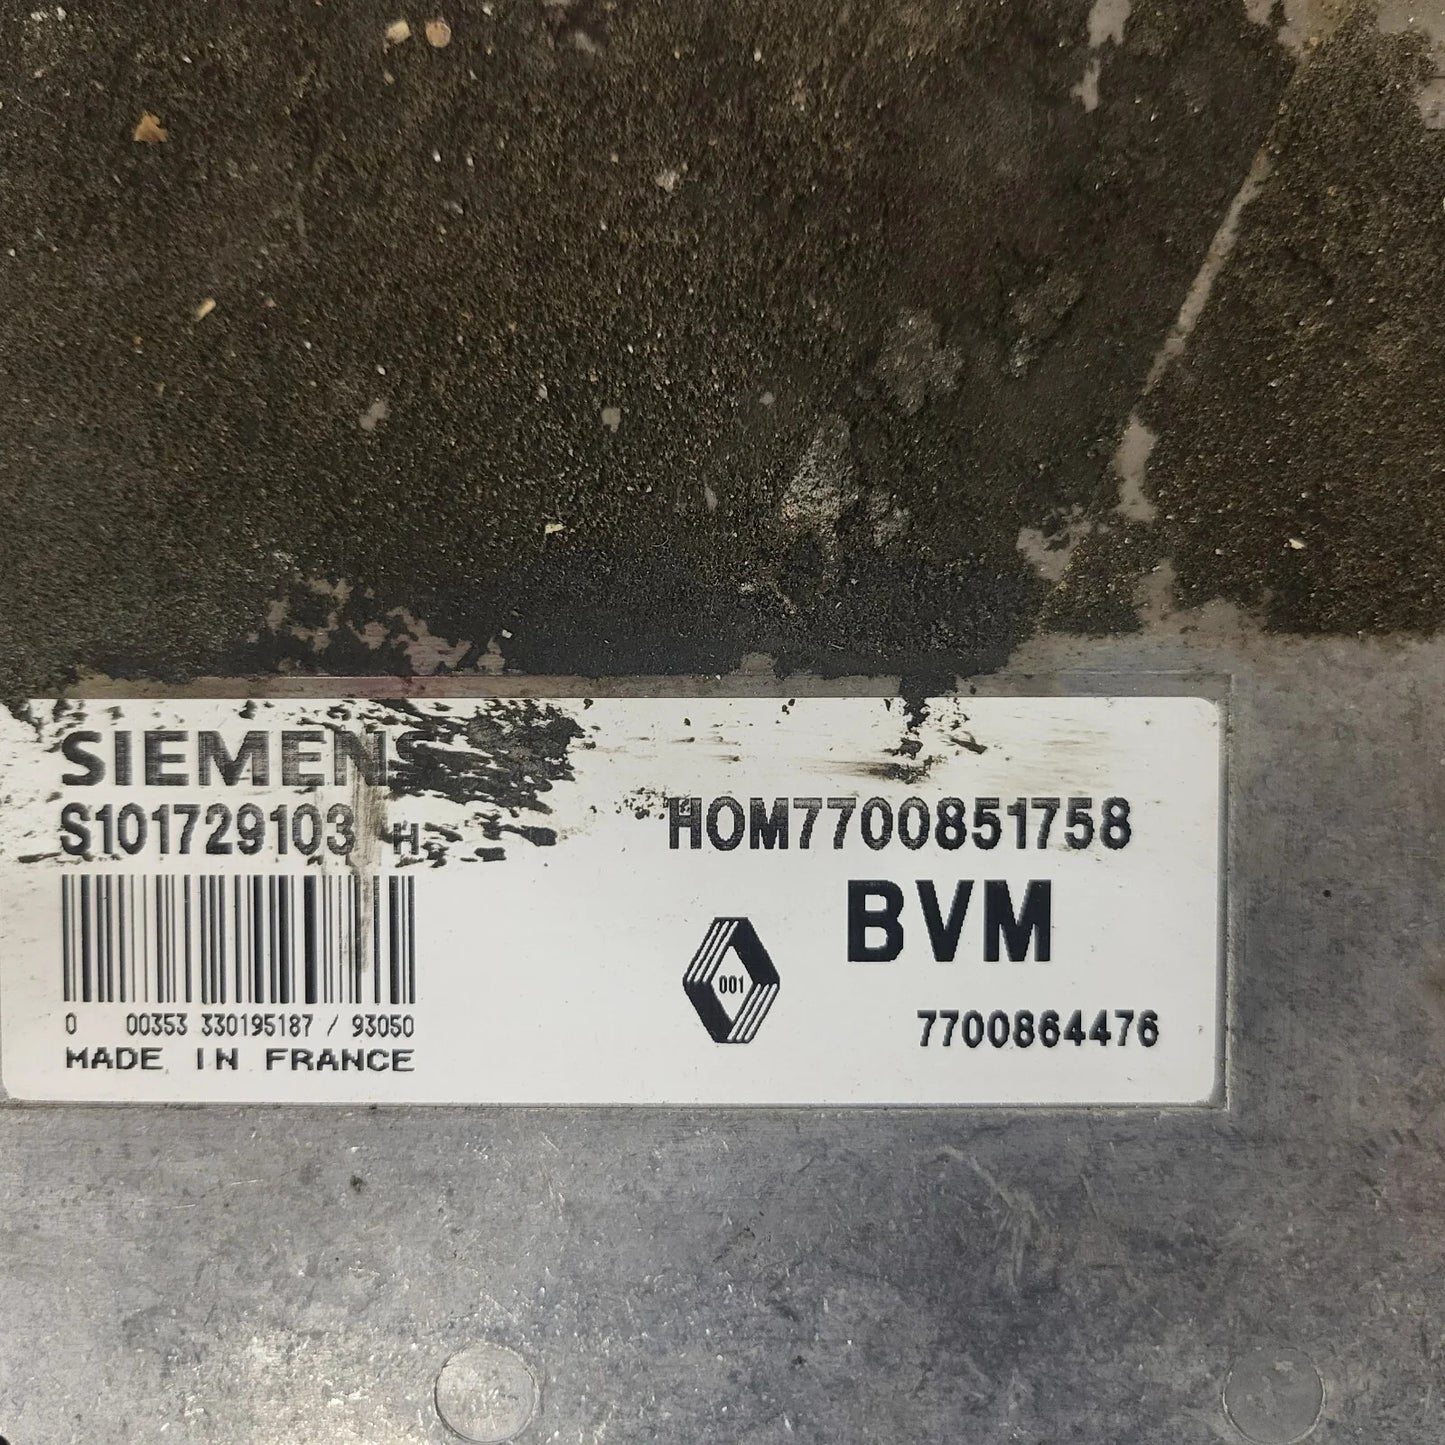 SIEMENS
S101729103 H
HOM7700851758
BVM
001
7700864476
0 00353 330195187 / 93050
MADE IN FRANCE